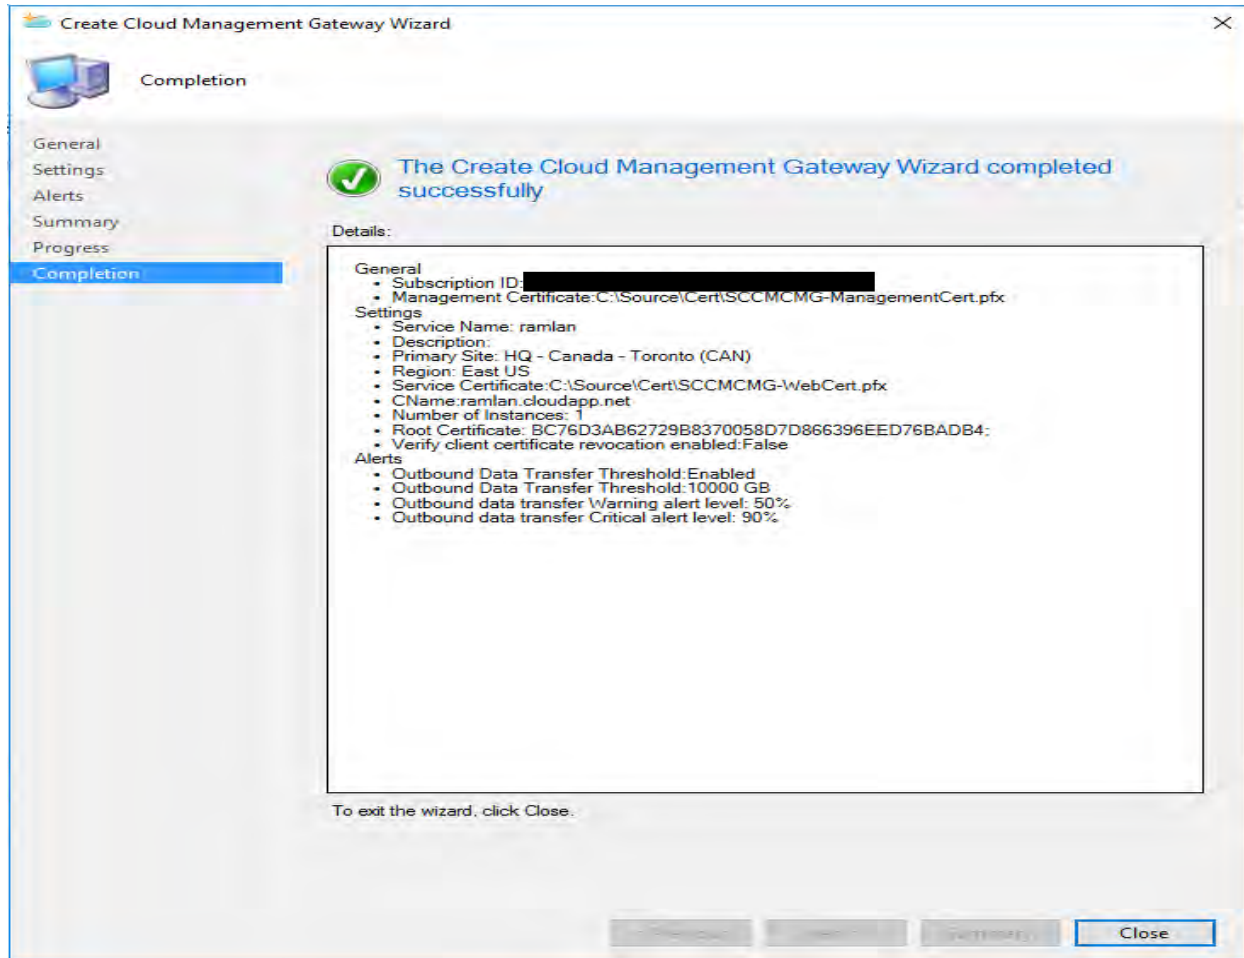 Create Cloud Management Gateway Wizard
Completion
General
Settings
Alerts
Summary
Progress
Completion
The Create Cloud Management Gateway Wizard completed
successfully
Details:
General
• Subscription ID:
• Management Certificate:C:\Source\Cert\SCCMCMG-ManagementCert.pfx
Settings
• Service Name: ramlan
• Description:
• Primary Site: HQ - Canada - Toronto (CAN)
• Region: East US
• Service Certificate:C:\Source\Cert\SCCMCMG-WebCert.pfx
• CName:ramlan.cloudapp.net
• Number of Instances: 1
• Root Certificate: BC76D3AB62729B8370058D7D866396EED76BADB4;
• Verify client certificate revocation enabled:False
Alerts
• Outbound Data Transfer Threshold:Enabled
• Outbound Data Transfer Threshold:10000 GB
• Outbound data transfer Warning alert level: 50%
• Outbound data transfer Critical alert level: 90%
To exit the wizard, click Close.
Close